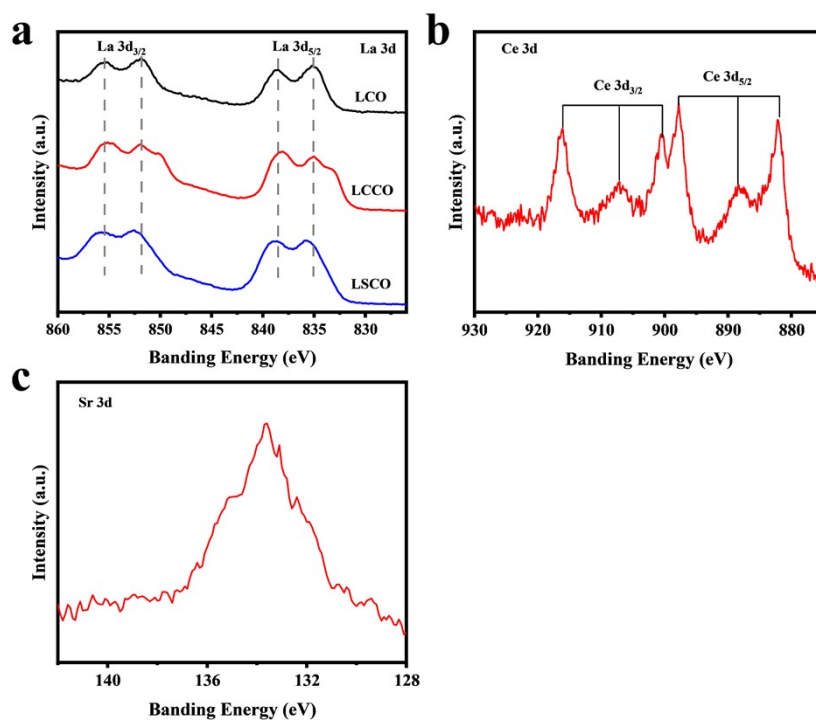 a
La 3d3/2
La 3d5/2
La 3d
LCO
LCCO
LSCO
Intensity (a.u.)
860 855 850 845 840 835 830
Banding Energy (eV)
b
Ce 3d
Ce 3d3/2
Ce 3d5/2
Intensity (a.u.)
930 920 910 900 890 880
Banding Energy (eV)
c
Sr 3d
Intensity (a.u.)
140 136 132 128
Banding Energy (eV)